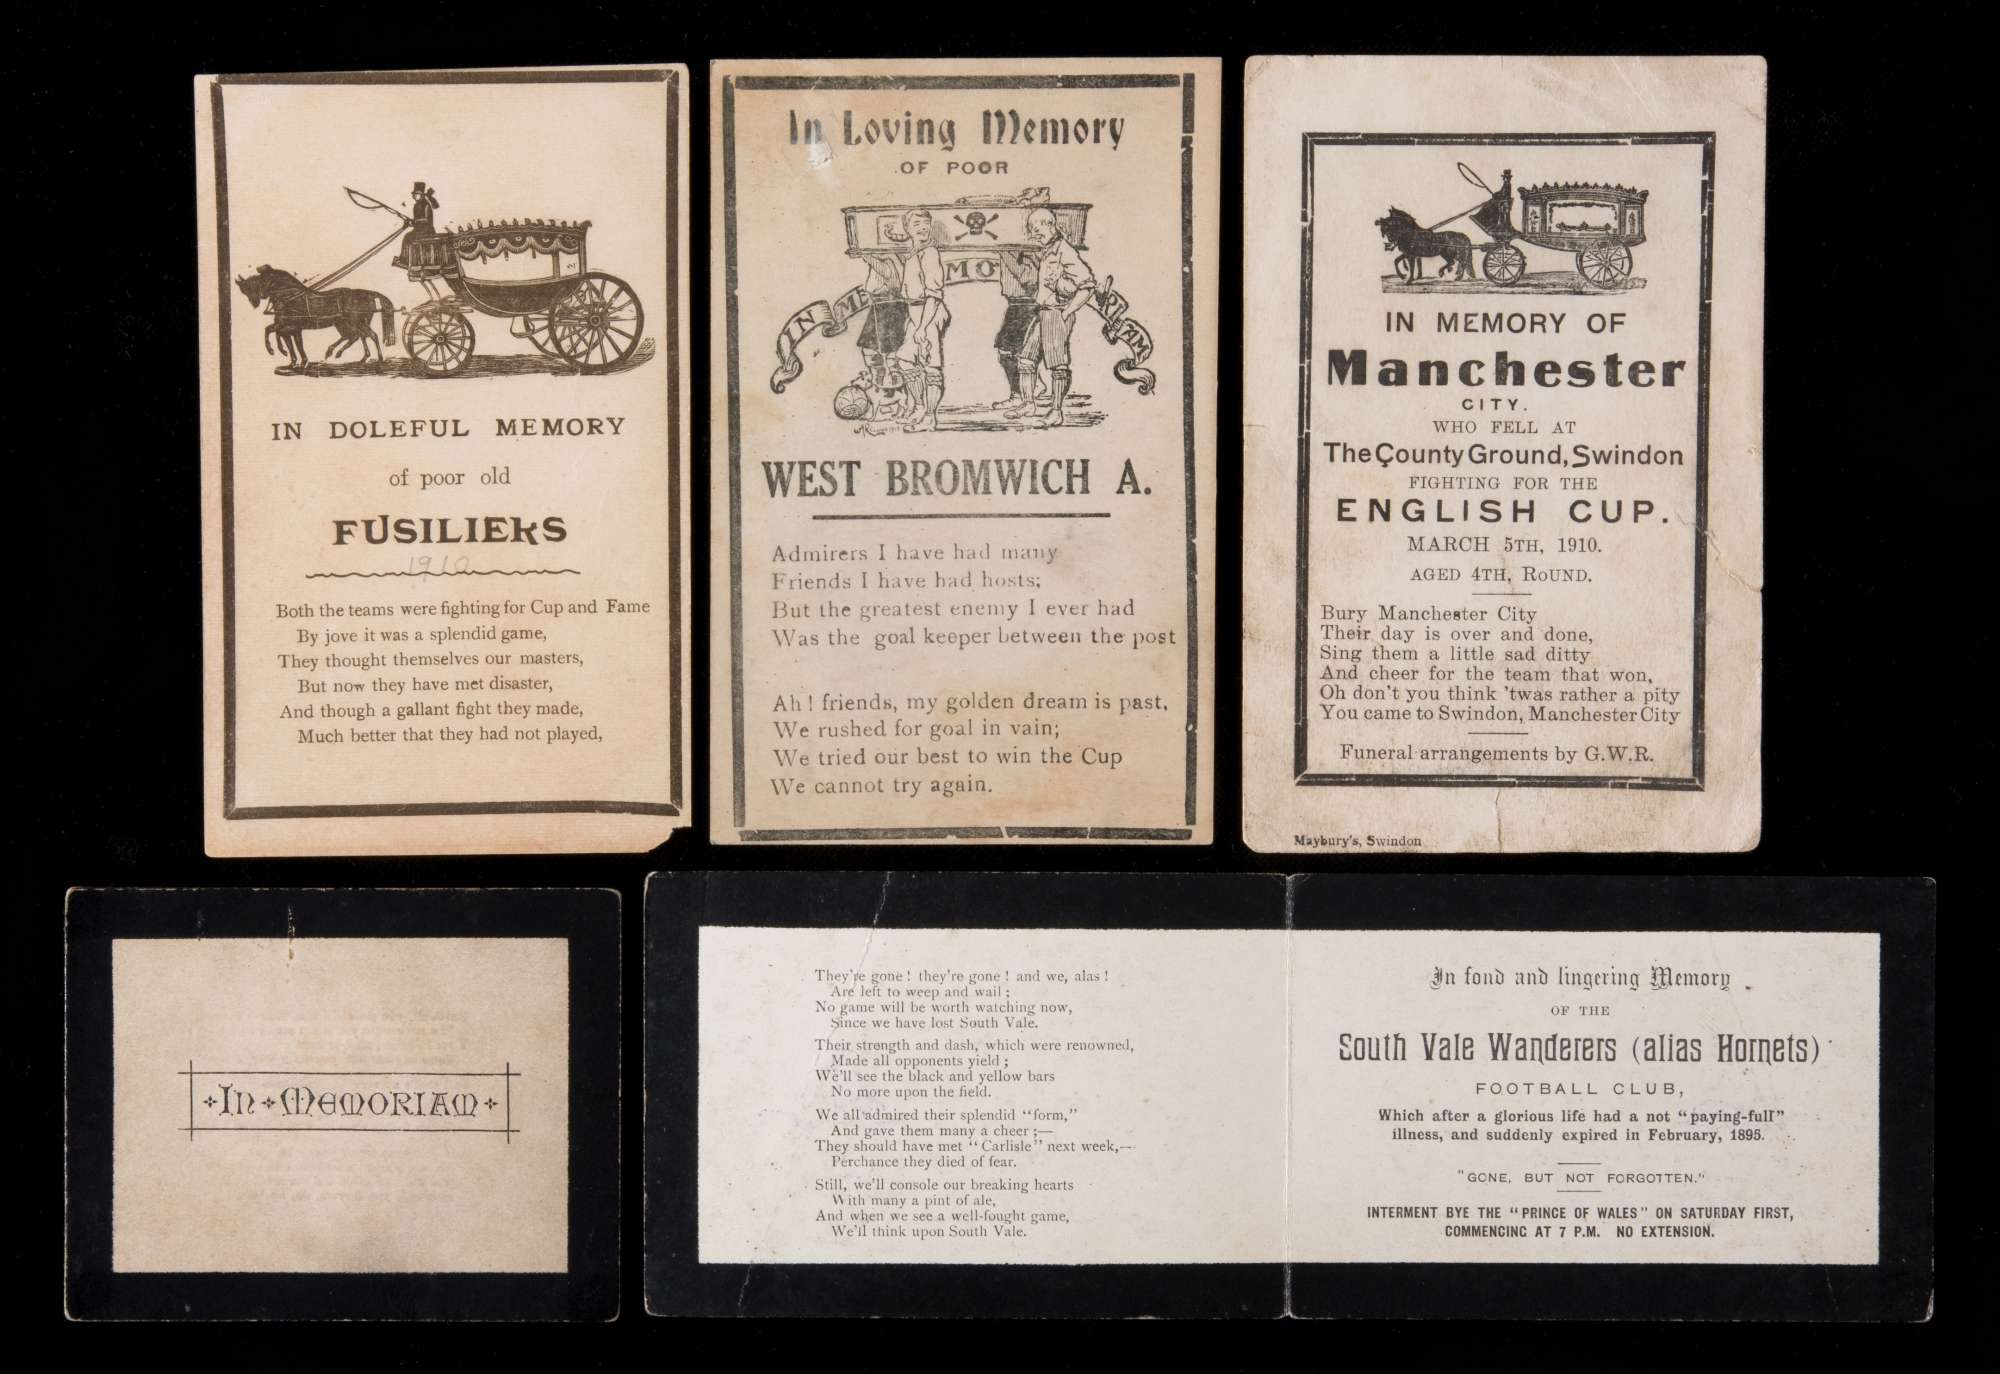 IN DOLEFUL MEMORY
of poor old
FUSILIERS
1910
Both the teams were fighting for Cup and Fame
By jove it was a splendid game,
They thought themselves our masters,
But now they have met disaster,
And though a gallant fight they made,
Much better that they had not played,
In Loving Memory
OF POOR
IN MEMORIAM
WEST BROMWICH A.
Admirers I have had many
Friends I have had hosts;
But the greatest enemy I ever had
Was the goal keeper between the post
Ah! friends, my golden dream is past,
We rushed for goal in vain;
We tried our best to win the Cup
We cannot try again.
IN MEMORY OF
Manchester
CITY.
WHO FELL AT
The County Ground, Swindon
FIGHTING FOR THE
ENGLISH CUP.
MARCH 5TH, 1910.
AGED 4TH, ROUND.
Bury Manchester City
Their day is over and done,
Sing them a little sad ditty
And cheer for the team that won,
Oh don't you think 'twas rather a pity
You came to Swindon, Manchester City
Funeral arrangements by G.W.R.
Maybury's, Swindon
In Memoriam
They're gone! they're gone! and we, alas!
Are left to weep and wail;
No game will be worth watching now,
Since we have lost South Vale.
Their strength and dash, which were renowned,
Made all opponents yield;
We'll see the black and yellow bars
No more upon the field.
We all admired their splendid "form,"
And gave them many a cheer;—
They should have met "Carlisle" next week,—
Perchance they died of fear.
Still, we'll console our breaking hearts
With many a pint of ale,
And when we see a well-fought game,
We'll think upon South Vale.
In fond and lingering Memory
OF THE
South Vale Wanderers (alias Hornets)
FOOTBALL CLUB,
Which after a glorious life had a not "paying-full"
illness, and suddenly expired in February, 1895.
"GONE, BUT NOT FORGOTTEN."
INTERMENT BYE THE "PRINCE OF WALES" ON SATURDAY FIRST,
COMMENCING AT 7 P.M. NO EXTENSION.